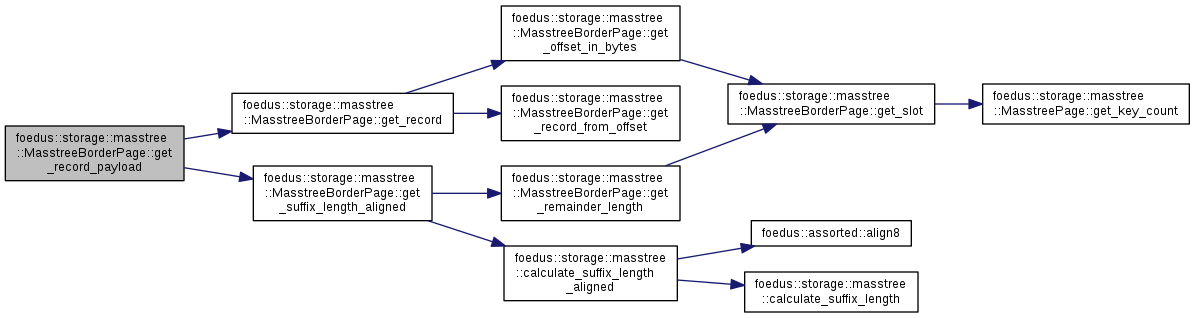 foedus::storage::masstree
::MasstreeBorderPage::get
_record_payload
foedus::storage::masstree
::MasstreeBorderPage::get_record
foedus::storage::masstree
::MasstreeBorderPage::get
_suffix_length_aligned
foedus::storage::masstree
::MasstreeBorderPage::get
_offset_in_bytes
foedus::storage::masstree
::MasstreeBorderPage::get
_record_from_offset
foedus::storage::masstree
::MasstreeBorderPage::get
_remainder_length
foedus::storage::masstree
::calculate_suffix_length
_aligned
foedus::storage::masstree
::MasstreeBorderPage::get_slot
foedus::assorted::align8
foedus::storage::masstree
::calculate_suffix_length
foedus::storage::masstree
::MasstreePage::get_key_count